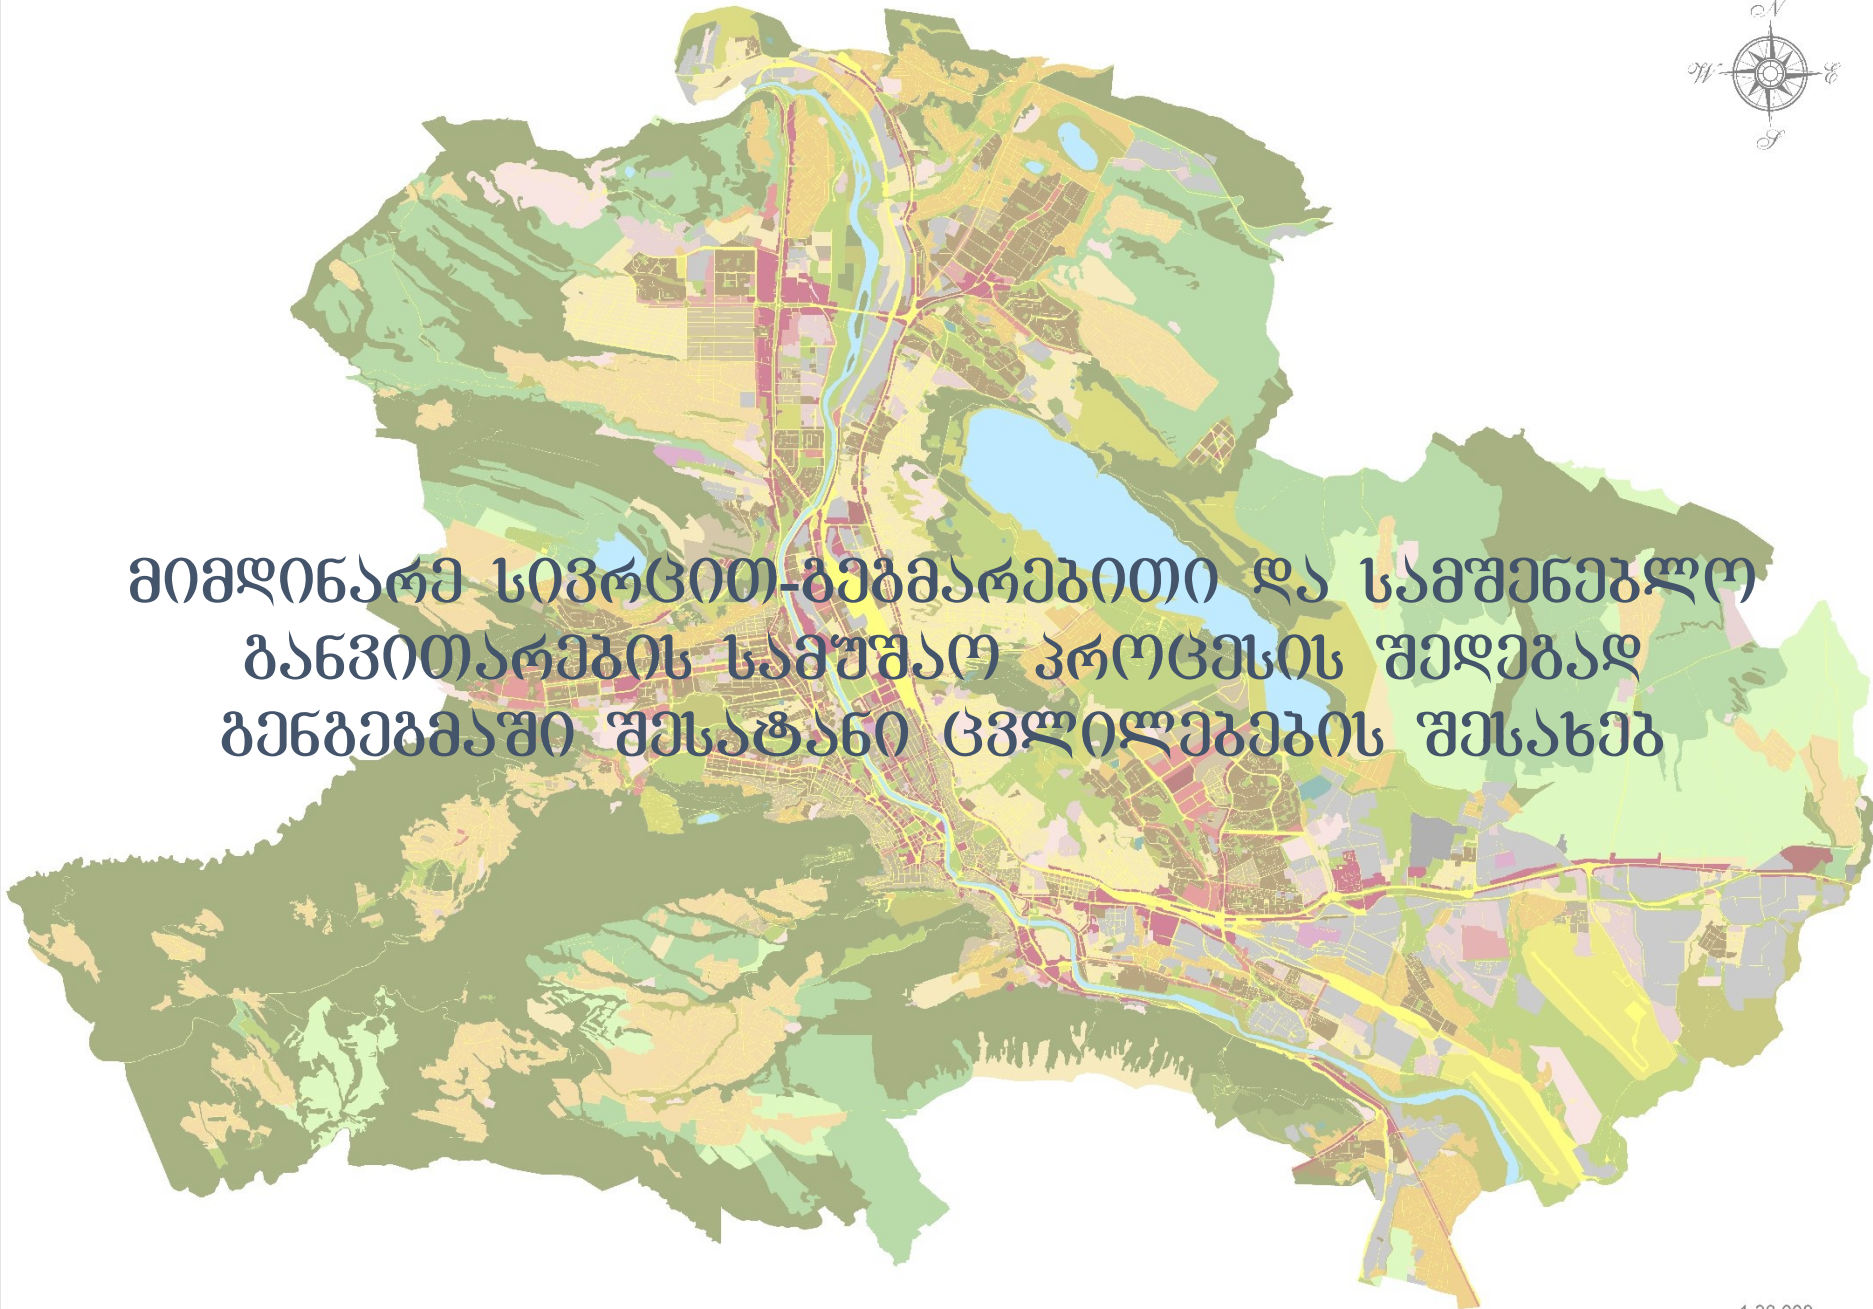 N
W E
S
მიმდინარე სივრცით-გეგმარებითი და სამშენებლო
განვითარების სამუშაო პროცესის შედეგად
გენგეგმაში შესატანი ცვლილებების შესახებ